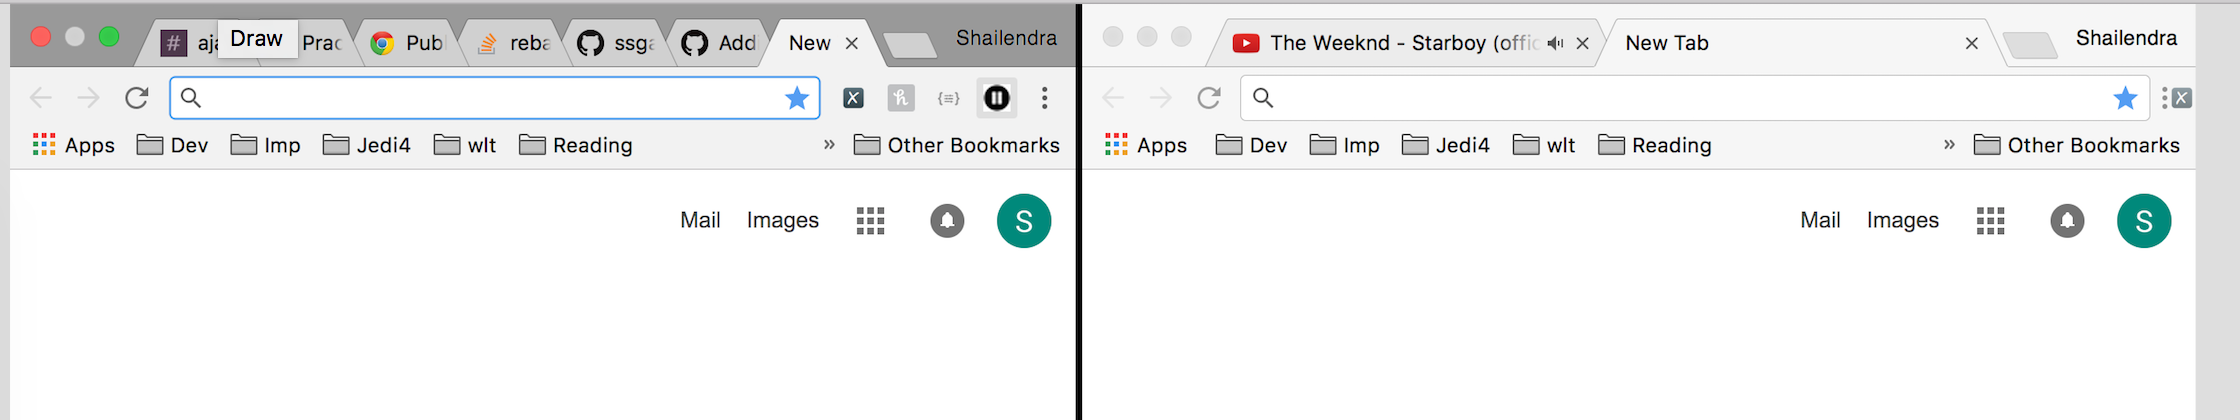 # aja Draw Prac Pub reba ssga Add New Shailendra
Apps Dev Imp Jedi4 wlt Reading » Other Bookmarks
Mail Images S
The Weeknd - Starboy (offic New Tab Shailendra
Apps Dev Imp Jedi4 wlt Reading » Other Bookmarks
Mail Images S